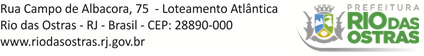 Rua Campo de Albacora, 75  - Loteamento Atlântica
Rio das Ostras - RJ - Brasil - CEP: 28890-000
www.riodasostras.rj.gov.br
PREFEITURA
RIO DAS
OSTRAS